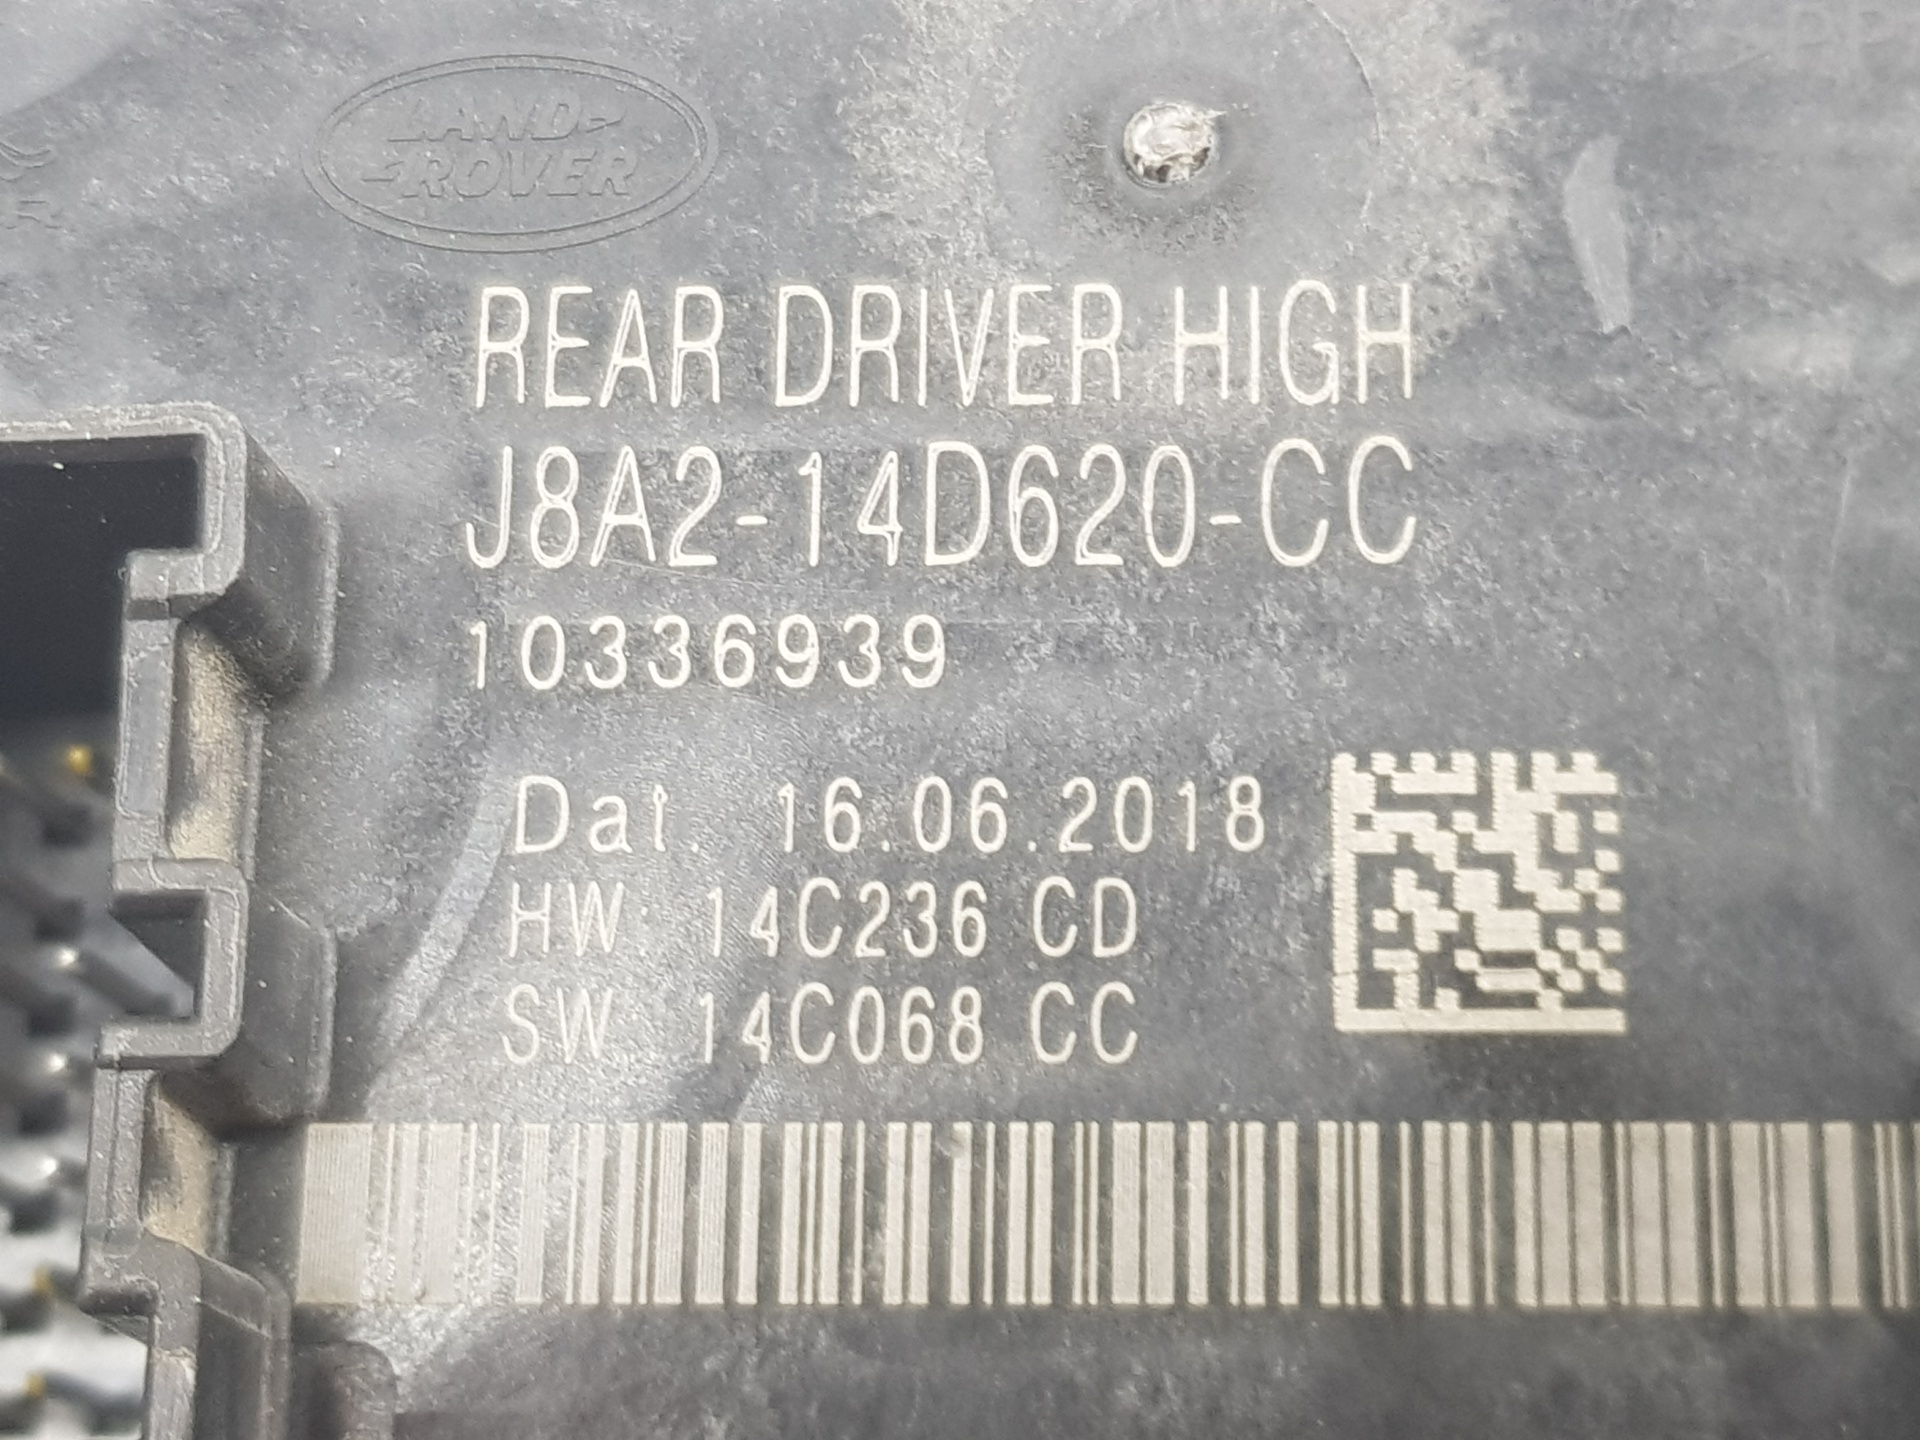 LAND-
-ROVER
REAR DRIVER HIGH
J8A2-14D620-CC
10336939
Dat. 16.06.2018
HW 14C236 CD
SW 14C068 CC